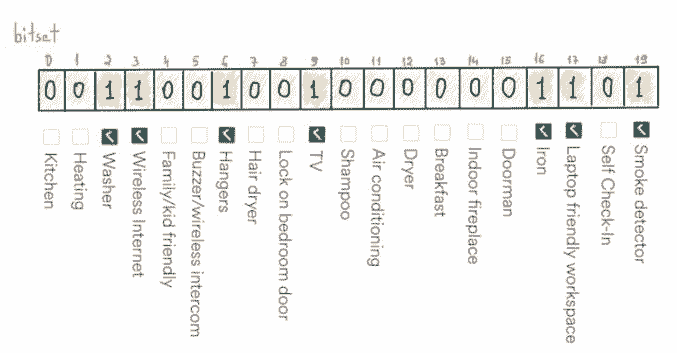 bitset
0 1 2 3 4 5 6 7 8 9 10 11 12 13 14 15 16 17 18 19
0 0 1 1 0 0 1 0 0 1 0 0 0 0 0 0 1 1 0 1
Kitchen
Heating
Washer
Wireless Internet
Family/kid friendly
Buzzer/wireless intercom
Hangers
Hair dryer
Lock on bedroom door
TV
Shampoo
Air conditioning
Dryer
Breakfast
Indoor fireplace
Doorman
Iron
Laptop friendly workspace
Self Check-In
Smoke detector